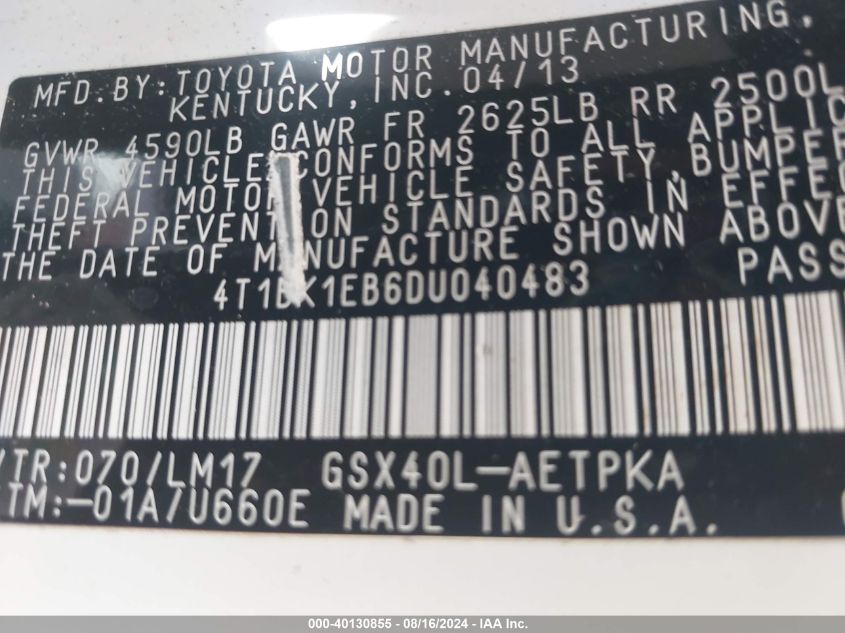 MFD. BY: TOYOTA MOTOR MANUFACTURING,
KENTUCKY, INC. 04/13
GVWR 4590LB GAWR FR 2625LB RR 2500L
THIS VEHICLE CONFORMS TO ALL APPLIC
FEDERAL MOTOR VEHICLE SAFETY, BUMPER
THEFT PREVENTION STANDARDS IN EFFEC
THE DATE OF MANUFACTURE SHOWN ABOVE
4T1BK1EB6DU040483 PASS
/TR: 070/LM17 GSX40L-AETPKA
TM: -01A/U660E MADE IN U.S.A.
000-40130855 - 08/16/2024 - IAA Inc.